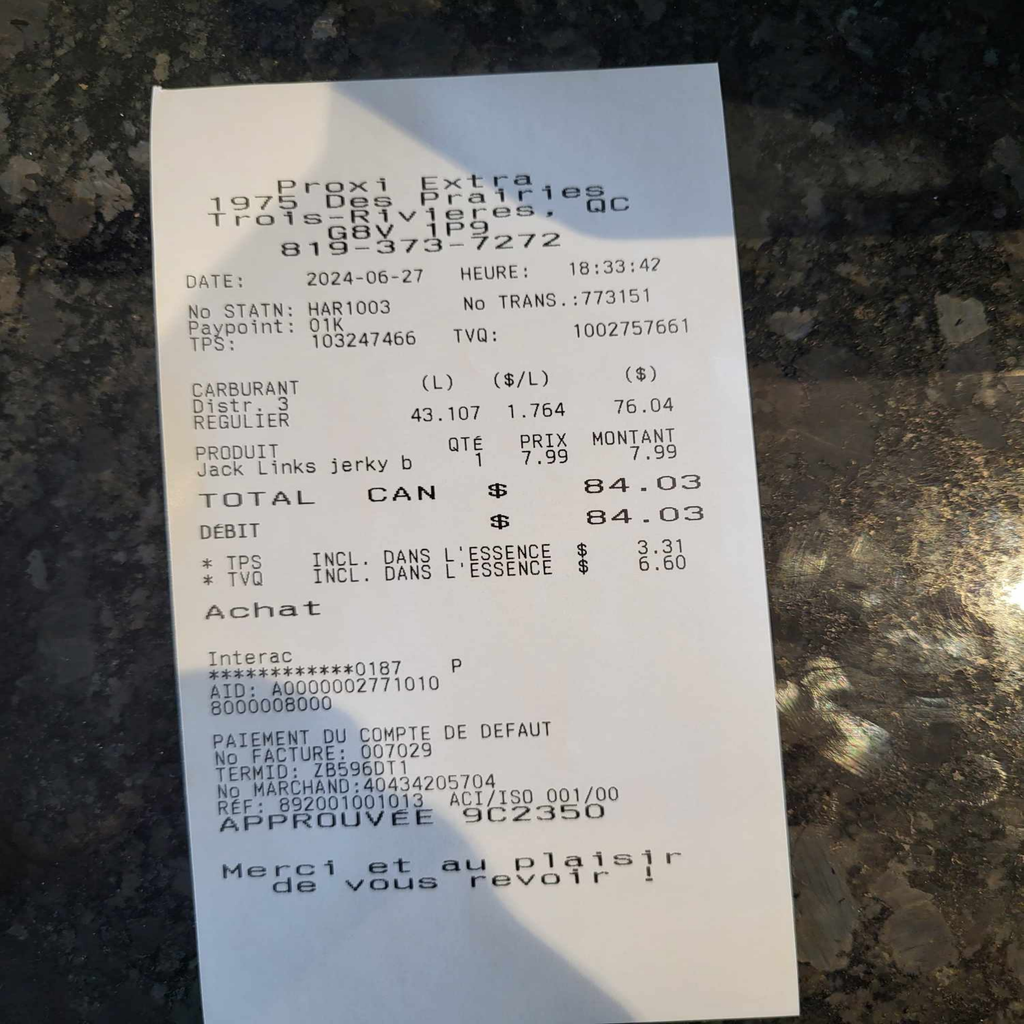 Proxi Extra
1975 Des Prairies
Trois-Rivieres, QC
G8V 1P9
819-373-7272
DATE: 2024-06-27 HEURE: 18:33:42
No STATN: HAR1003 No TRANS.:773151
Paypoint: 01K
TPS: 103247466 TVQ: 1002757661
CARBURANT (L) ($/L) ($)
Distr. 3
REGULIER 43.107 1.764 76.04
PRODUIT QTÉ PRIX MONTANT
Jack Links jerky b 1 7.99 7.99
TOTAL CAN $ 84.03
DÉBIT $ 84.03
* TPS INCL. DANS L'ESSENCE $ 3.31
* TVQ INCL. DANS L'ESSENCE $ 6.60
Achat
Interac
************0187 P
AID: A0000002771010
8000008000
PAIEMENT DU COMPTE DE DEFAUT
No FACTURE: 007029
TERMID: ZB596DT1
No MARCHAND:40434205704
RÉF: 892001001013 ACI/ISO 001/00
APPROUVÉE 9C2350
Merci et au plaisir
de vous revoir !